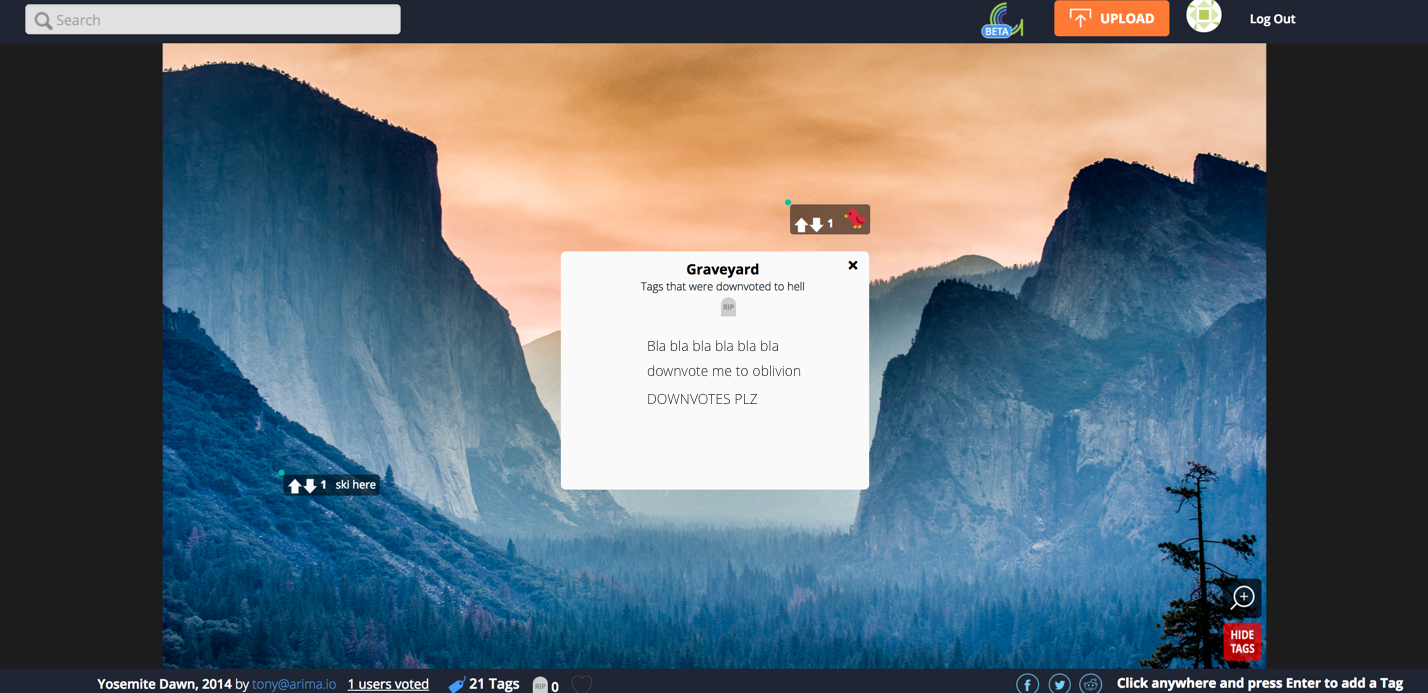 Search
BETA
UPLOAD
Log Out
1
Graveyard
Tags that were downvoted to hell
RIP
Bla bla bla bla bla bla
downvote me to oblivion
DOWNVOTES PLZ
1 ski here
HIDE
TAGS
Yosemite Dawn, 2014 by tony@arima.io 1 users voted 21 Tags RIP 0 Click anywhere and press Enter to add a Tag